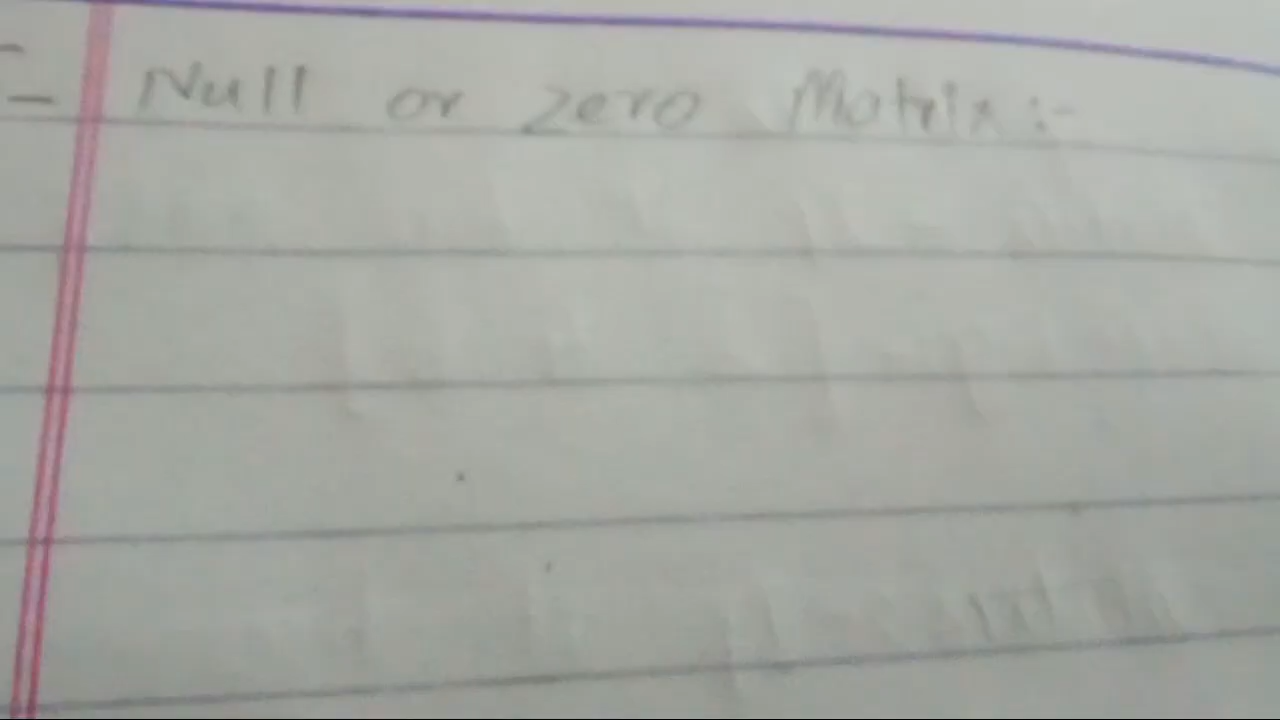 Null or zero Matrix :-